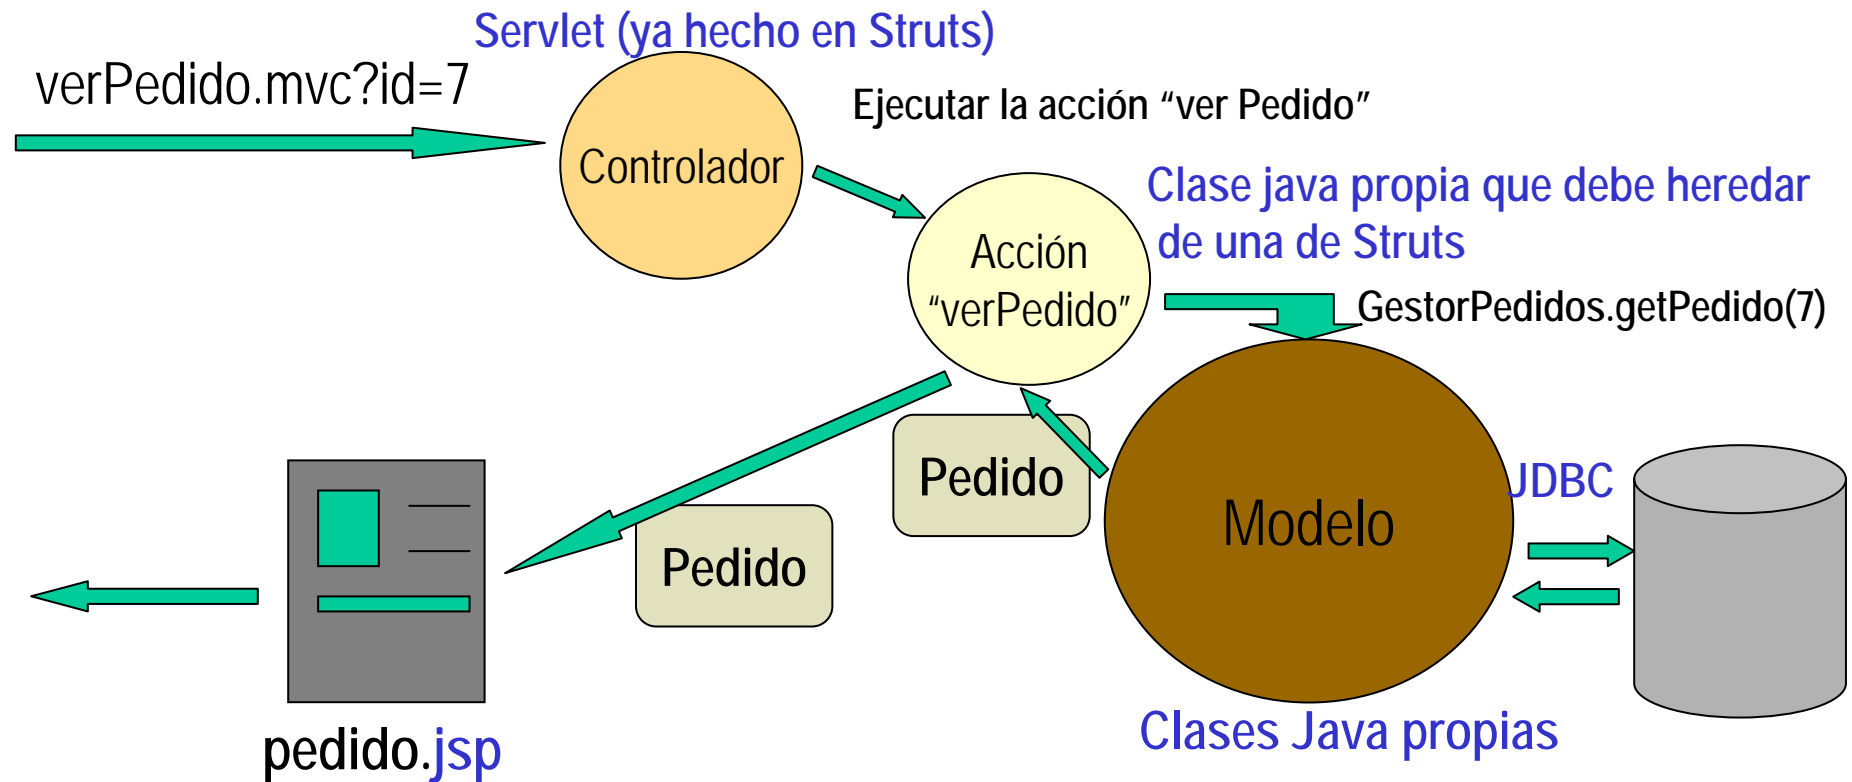 Servlet (ya hecho en Struts)
verPedido.mvc?id=7
Ejecutar la acción “ver Pedido”
Controlador
Clase java propia que debe heredar
de una de Struts
Acción
“verPedido”
GestorPedidos.getPedido(7)
Pedido
JDBC
Modelo
Pedido
Clases Java propias
pedido.jsp